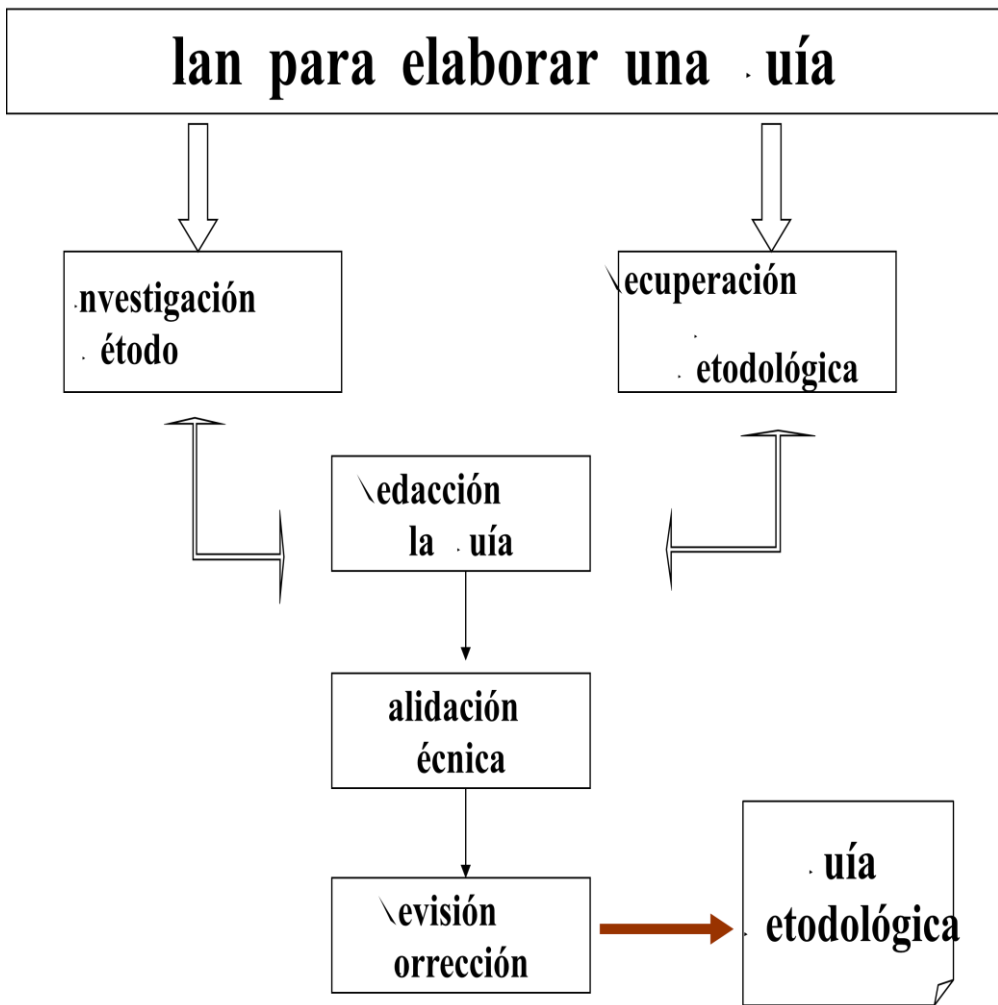 lan para elaborar una uía
nvestigación
étodo
ecuperación
etodológica
edacción
la uía
alidación
écnica
evisión
orrección
uía
etodológica